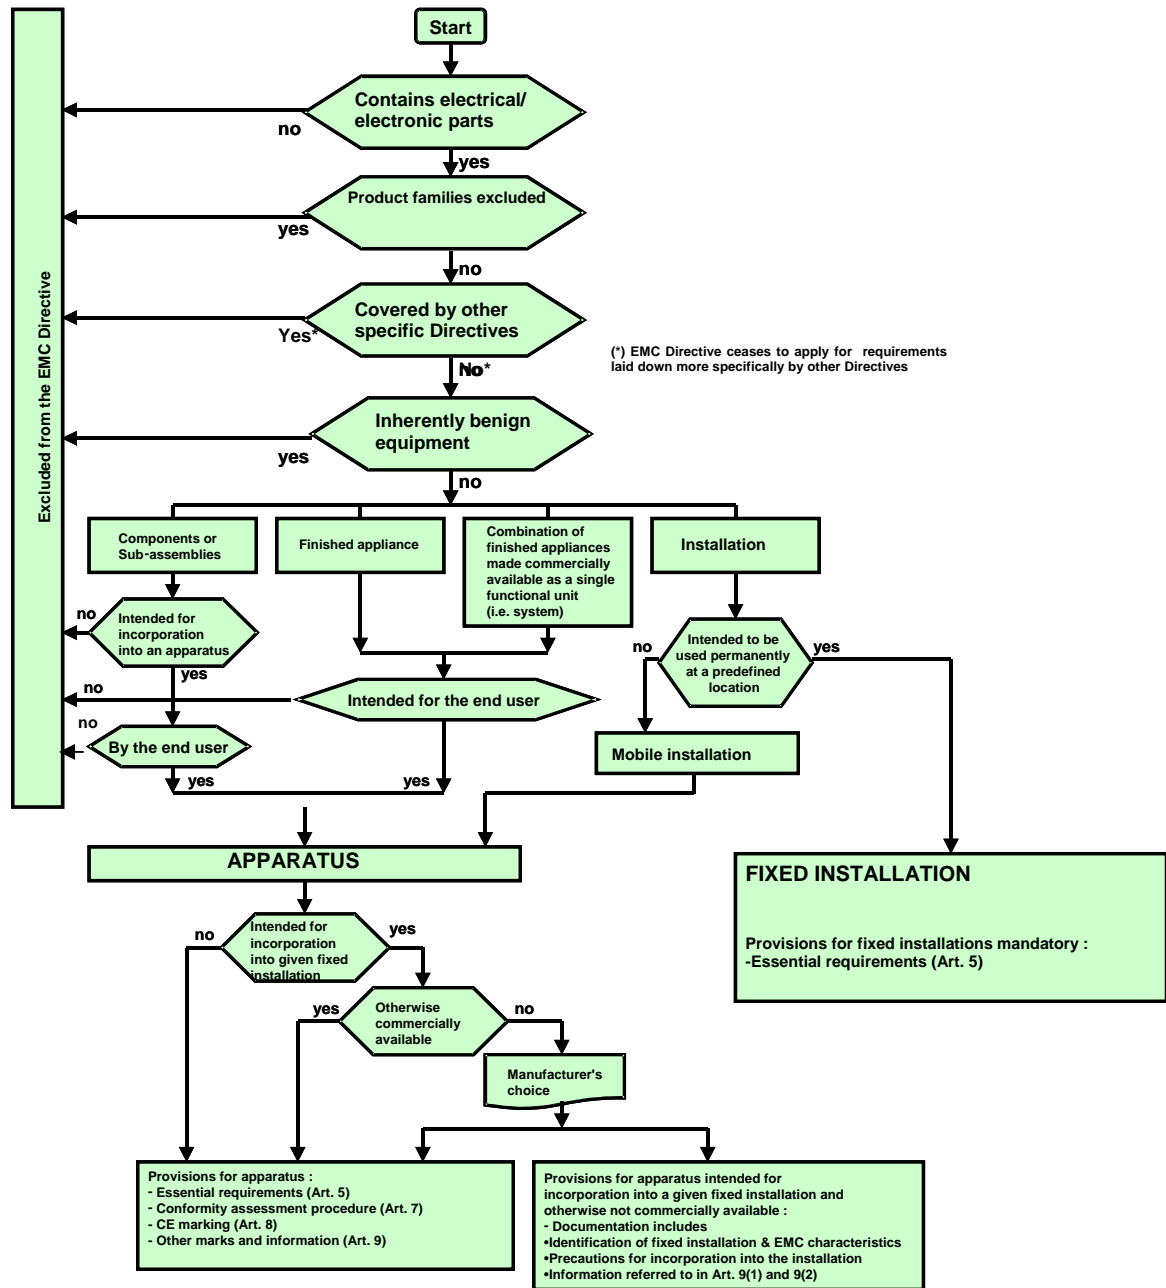 Start
Contains electrical/
electronic parts
no
yes
Product families excluded
yes
no
Covered by other
specific Directives
Yes*
No*
(*) EMC Directive ceases to apply for requirements
laid down more specifically by other Directives
Inherently benign
equipment
yes
no
Excluded from the EMC Directive
Components or
Sub-assemblies
Finished appliance
Combination of
finished appliances
made commercially
available as a single
functional unit
(i.e. system)
Installation
no
Intended for
incorporation
into an apparatus
yes
no
Intended to be
used permanently
at a predefined
location
yes
no
Intended for the end user
no
By the end user
yes
yes
Mobile installation
APPARATUS
FIXED INSTALLATION
Provisions for fixed installations mandatory :
-Essential requirements (Art. 5)
no
Intended for
incorporation
into given fixed
installation
yes
yes
Otherwise
commercially
available
no
Manufacturer's
choice
Provisions for apparatus :
- Essential requirements (Art. 5)
- Conformity assessment procedure (Art. 7)
- CE marking (Art. 8)
- Other marks and information (Art. 9)
Provisions for apparatus intended for
incorporation into a given fixed installation and
otherwise not commercially available :
- Documentation includes
•Identification of fixed installation & EMC characteristics
•Precautions for incorporation into the installation
•Information referred to in Art. 9(1) and 9(2)